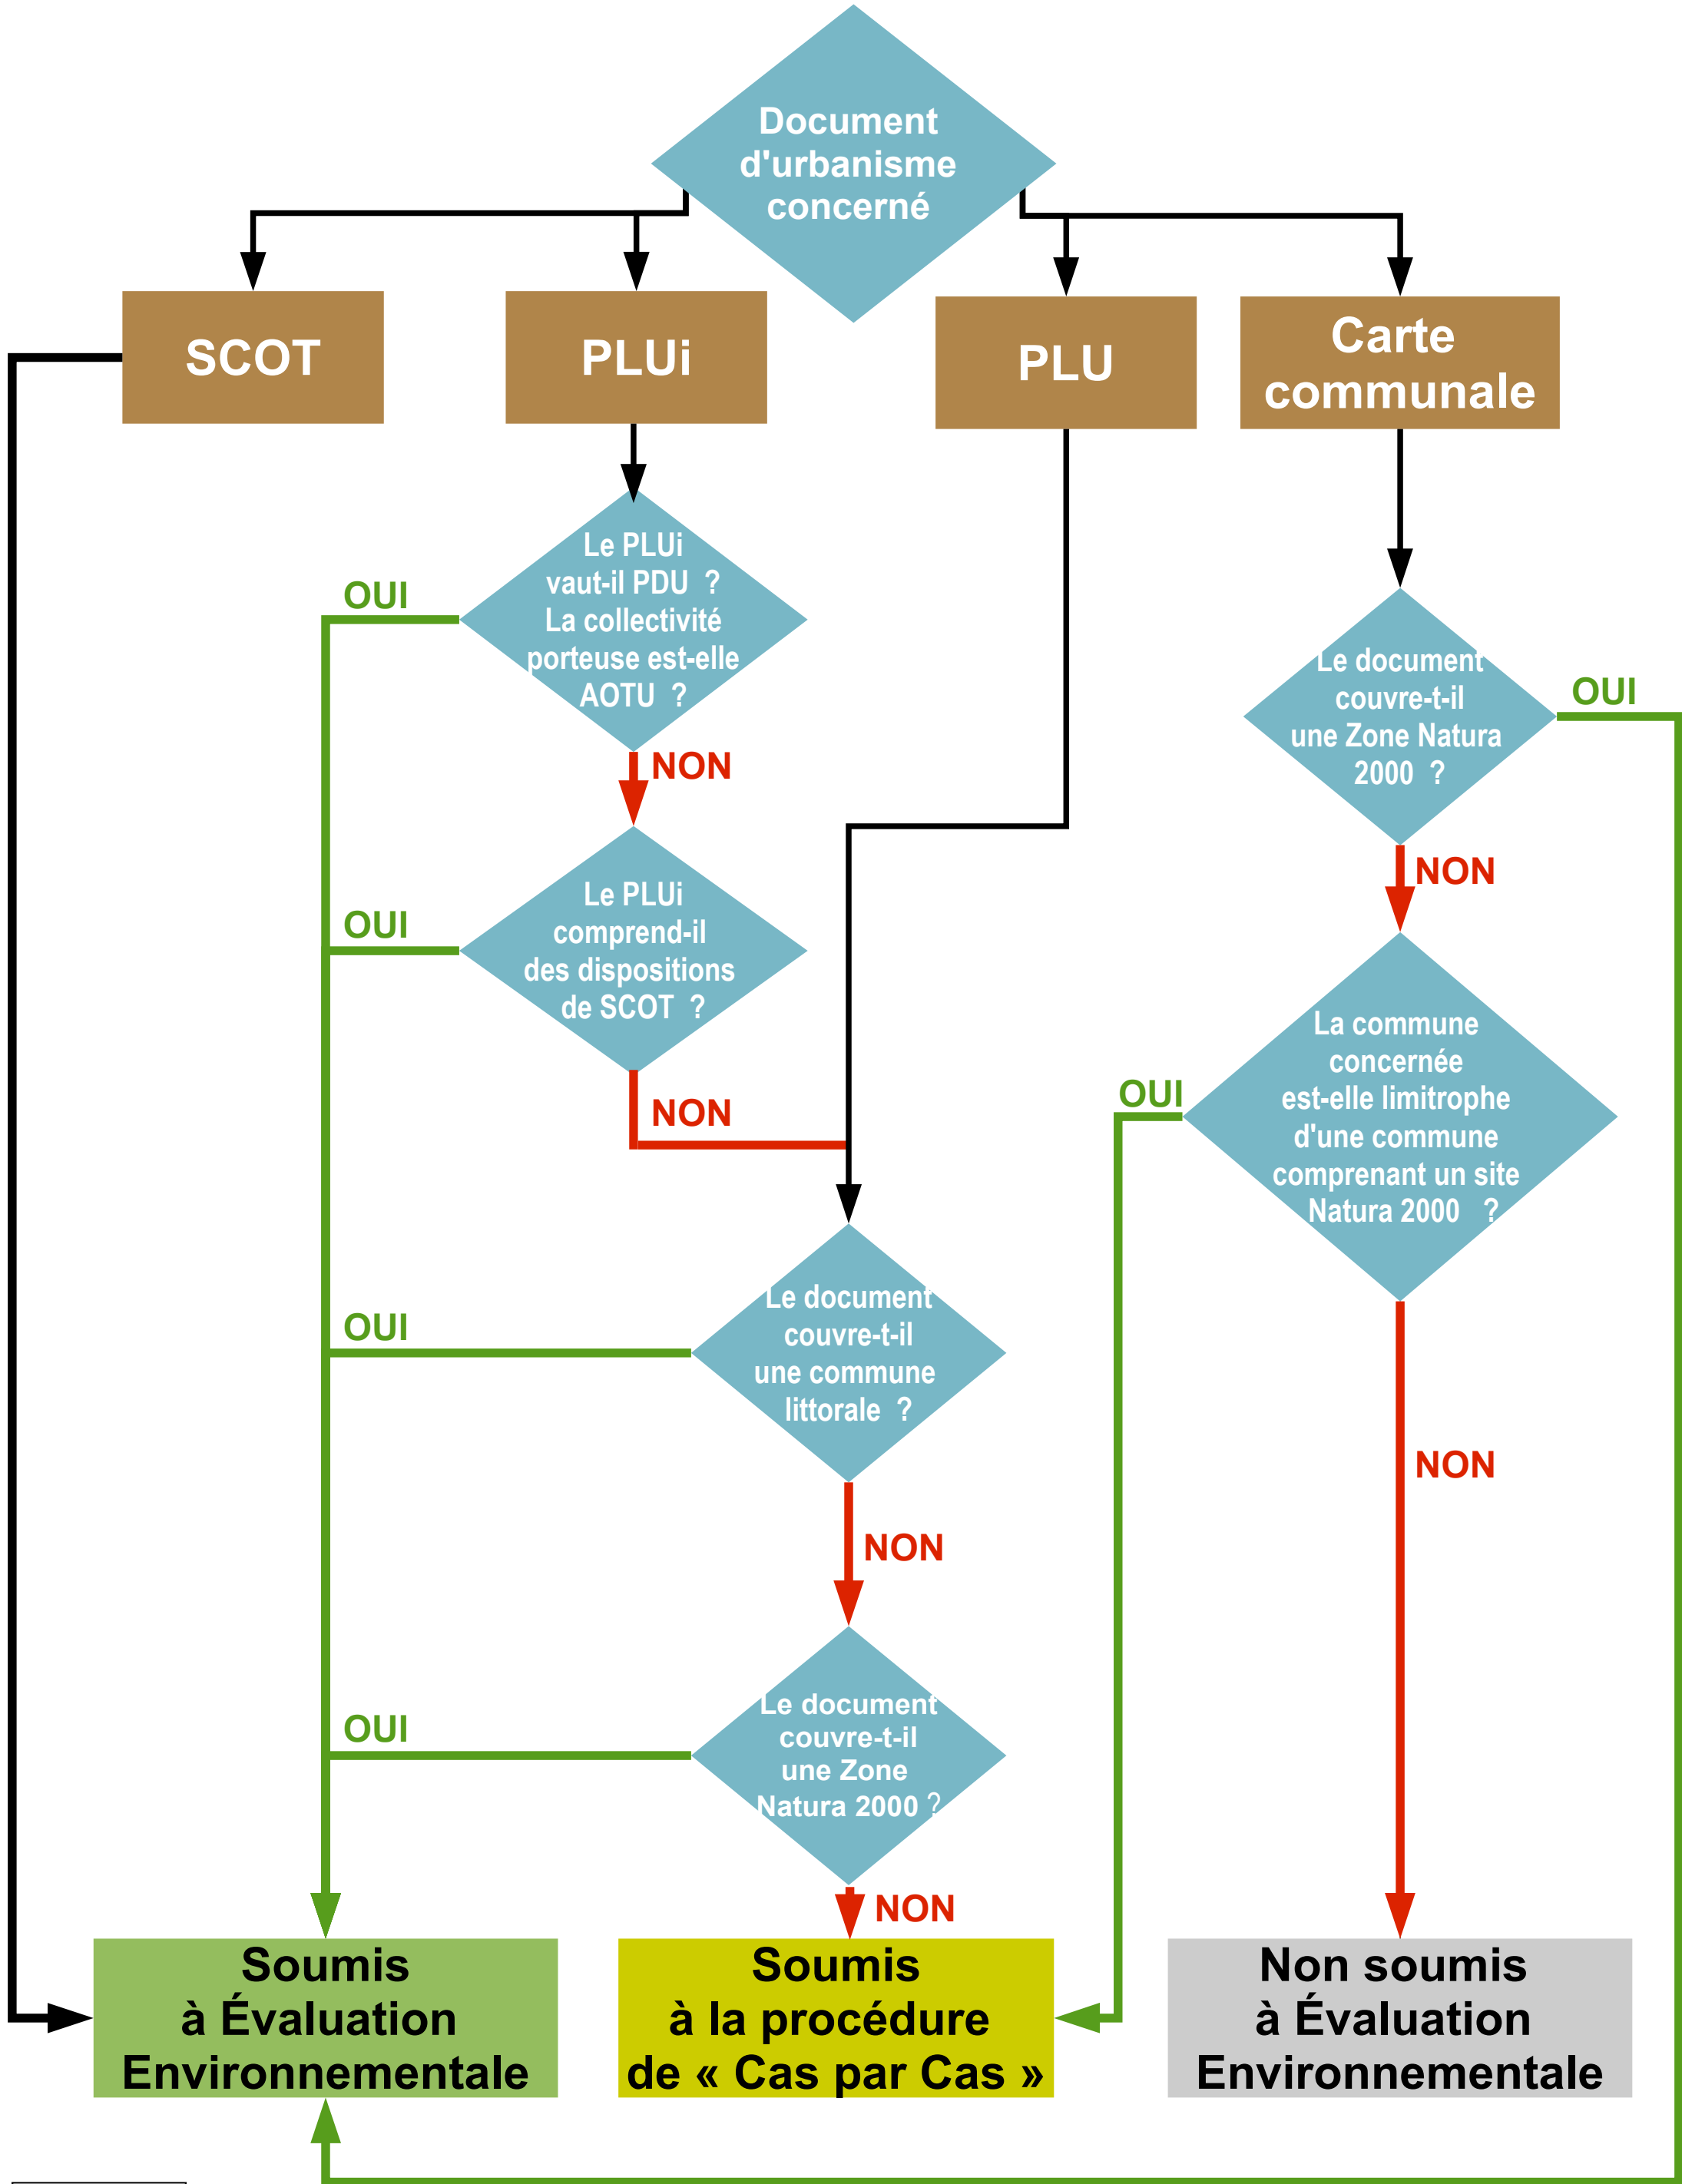 Document
d'urbanisme
concerné
SCOT
PLUi
PLU
Carte
communale
Le PLUi
vaut-il PDU ?
La collectivité
porteuse est-elle
AOTU ?
OUI
NON
Le document
couvre-t-il
une Zone Natura
2000 ?
OUI
NON
Le PLUi
comprend-il
des dispositions
de SCOT ?
OUI
NON
La commune
concernée
est-elle limitrophe
d'une commune
comprenant un site
Natura 2000 ?
OUI
NON
Le document
couvre-t-il
une commune
littorale ?
OUI
NON
Le document
couvre-t-il
une Zone
Natura 2000 ?
OUI
NON
Soumis
à Évaluation
Environnementale
Soumis
à la procédure
de « Cas par Cas »
Non soumis
à Évaluation
Environnementale